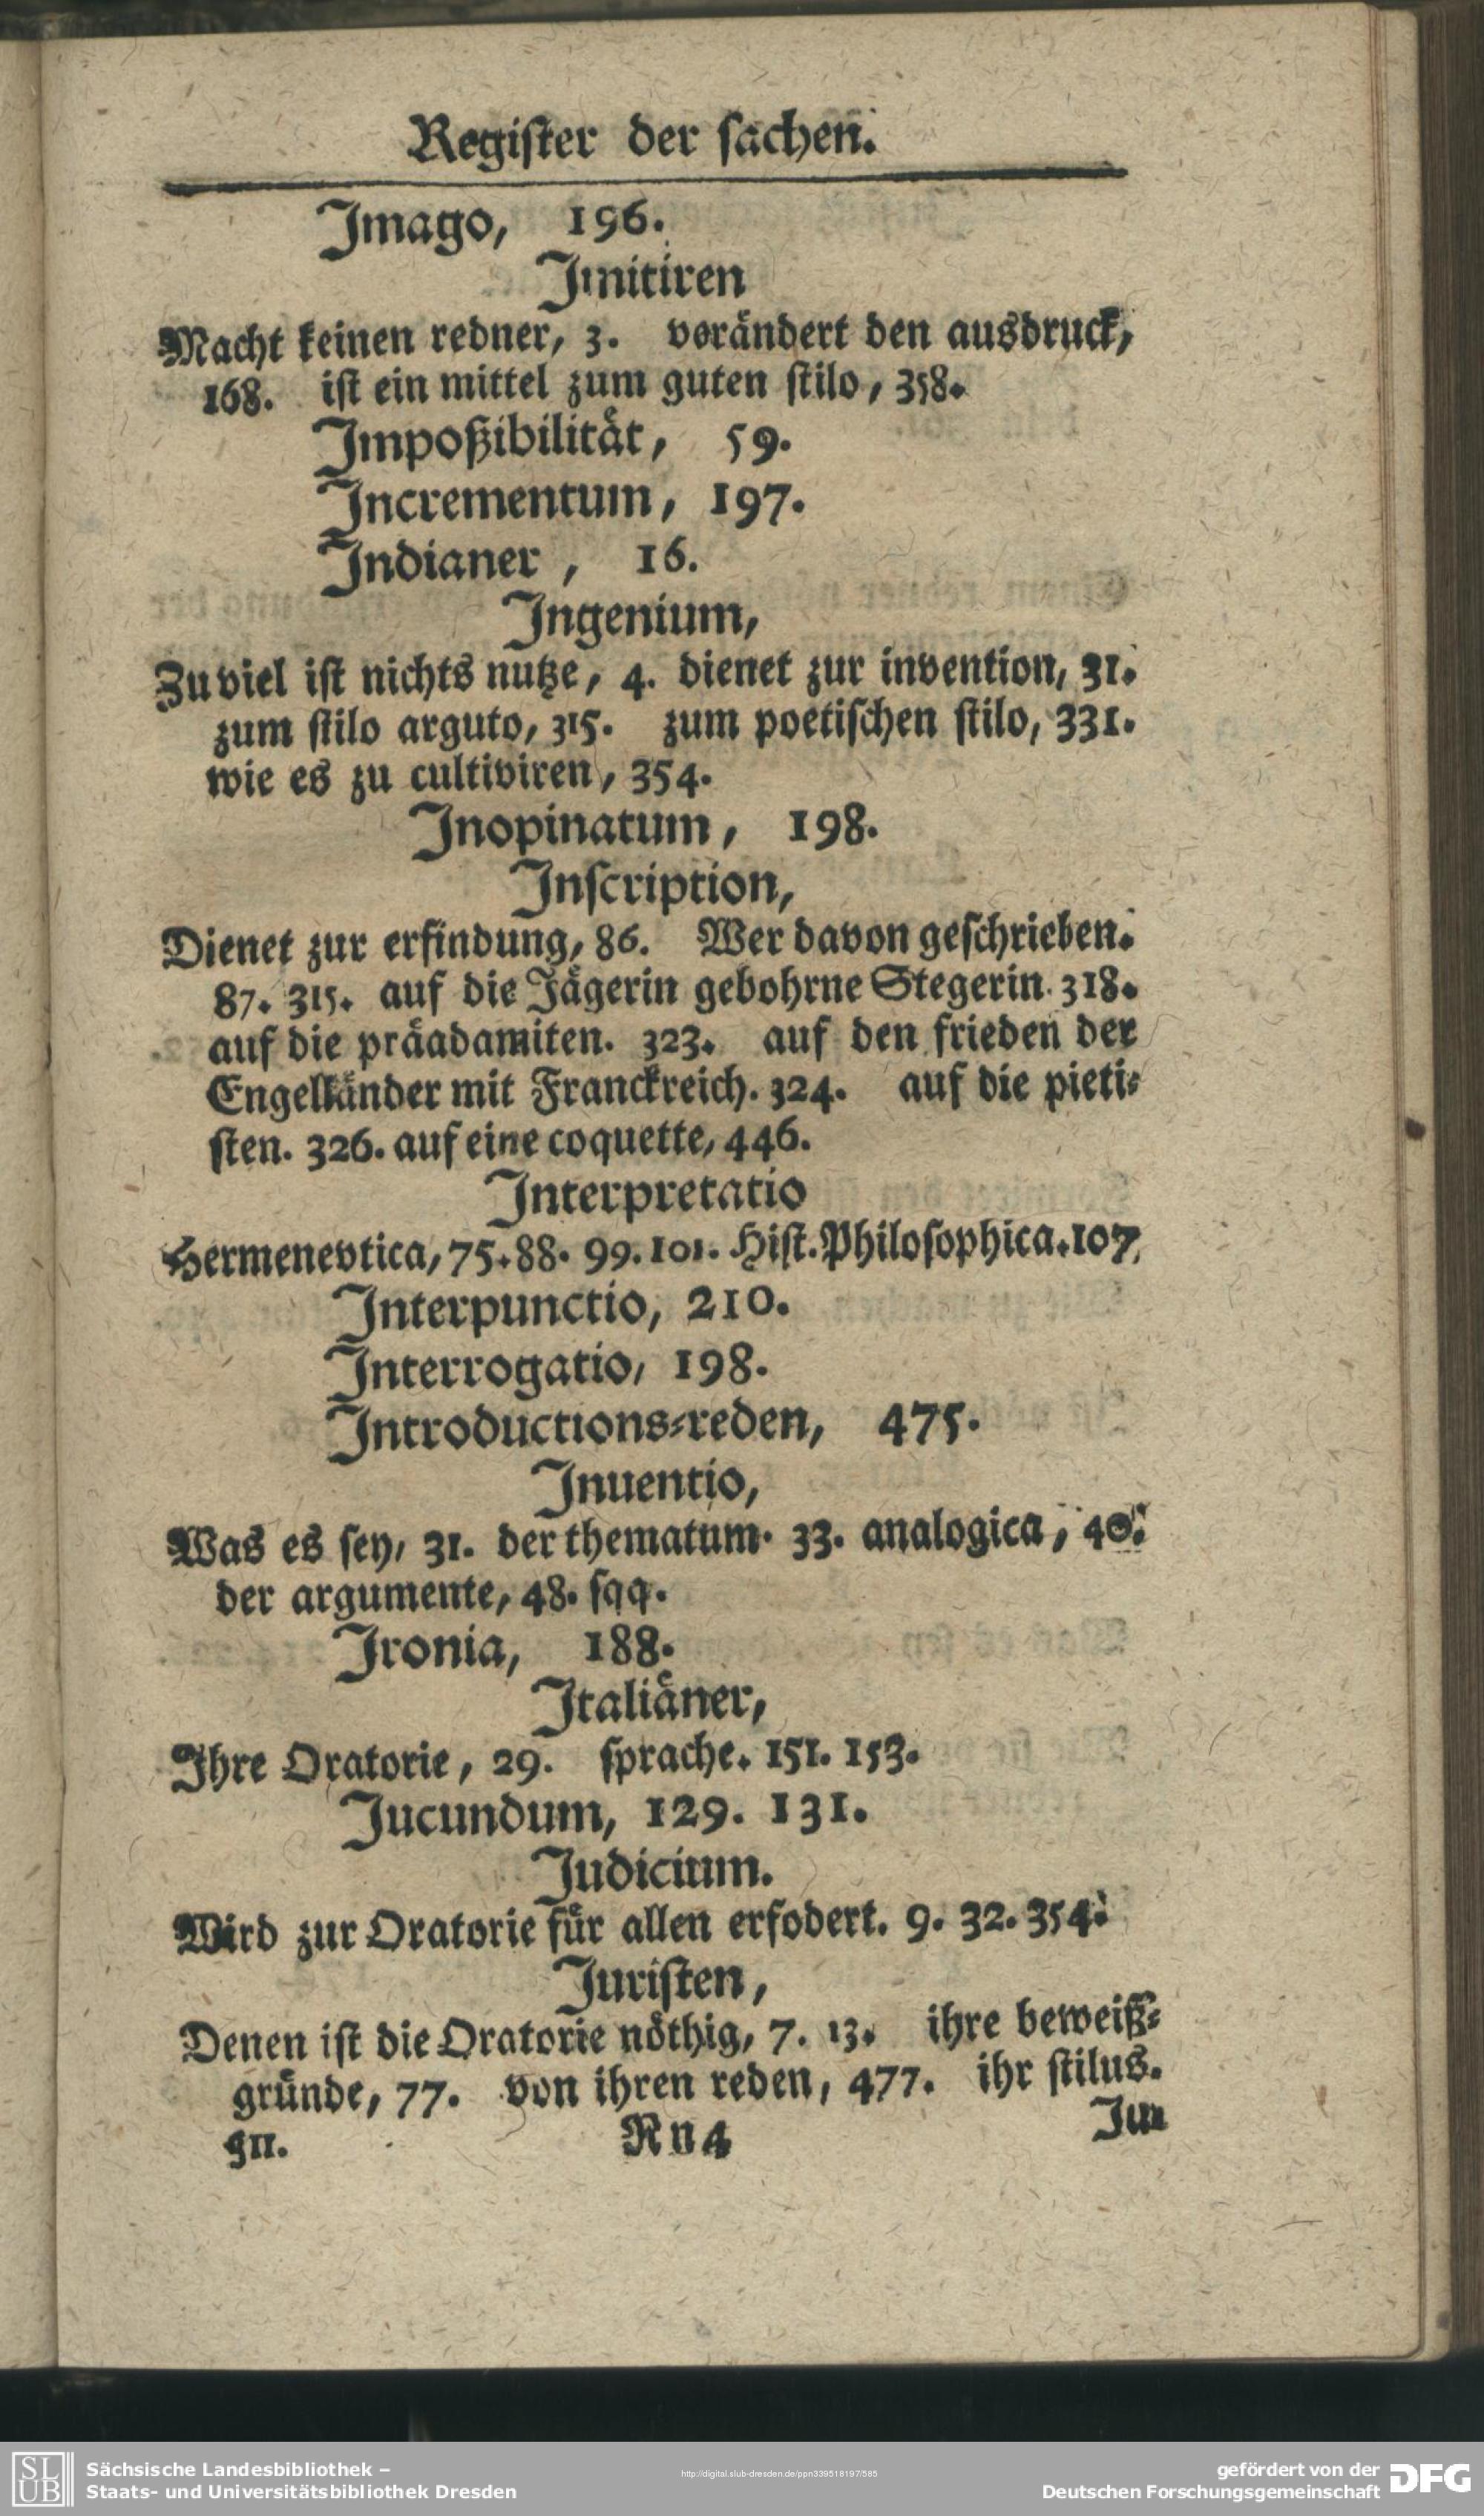 Register der sachen.
Imago, 196.
Imitiren
Macht keinen redner, 3. verändert den ausdruck,
168. ist ein mittel zum guten stilo, 358.
Impoßibilität, 59.
Incrementum, 197.
Indianer, 16.
Ingenium,
Zu viel ist nichts nutze, 4. dienet zur invention, 31.
zum stilo arguto, 315. zum poetischen stilo, 331.
wie es zu cultiviren, 354.
Inopinatum, 198.
Inscription,
Dienet zur erfindung, 86. Wer davon geschrieben.
87. 315. auf die Jägerin gebohrne Stegerin. 318.
auf die präadamiten. 323. auf den frieden der
Engelländer mit Franckreich. 324. auf die pieti-
sten. 326. auf eine coquette, 446.
Interpretatio
Hermenevtica, 75. 88. 99. 101. Hist. Philosophica. 107.
Interpunctio, 210.
Interrogatio, 198.
Introductions-reden, 475.
Inuentio,
Was es sey, 31. der thematum. 33. analogica, 40.
der argumente, 48. sqq.
Ironia, 188.
Italiäner,
Ihre Oratorie, 29. sprache. 151. 153.
Jucundum, 129. 131.
Judicium.
Wird zur Oratorie für allen erfodert. 9. 32. 354.
Juristen,
Denen ist die Oratorie nöthig, 7. 13. ihre beweiß-
gründe, 77. von ihren reden, 477. ihr stilus.
511. Nn 4 Jun
SLUB
Sächsische Landesbibliothek –
Staats- und Universitätsbibliothek Dresden
http://digital.slub-dresden.de/ppn339518197/585
gefördert von der
Deutschen Forschungsgemeinschaft DFG